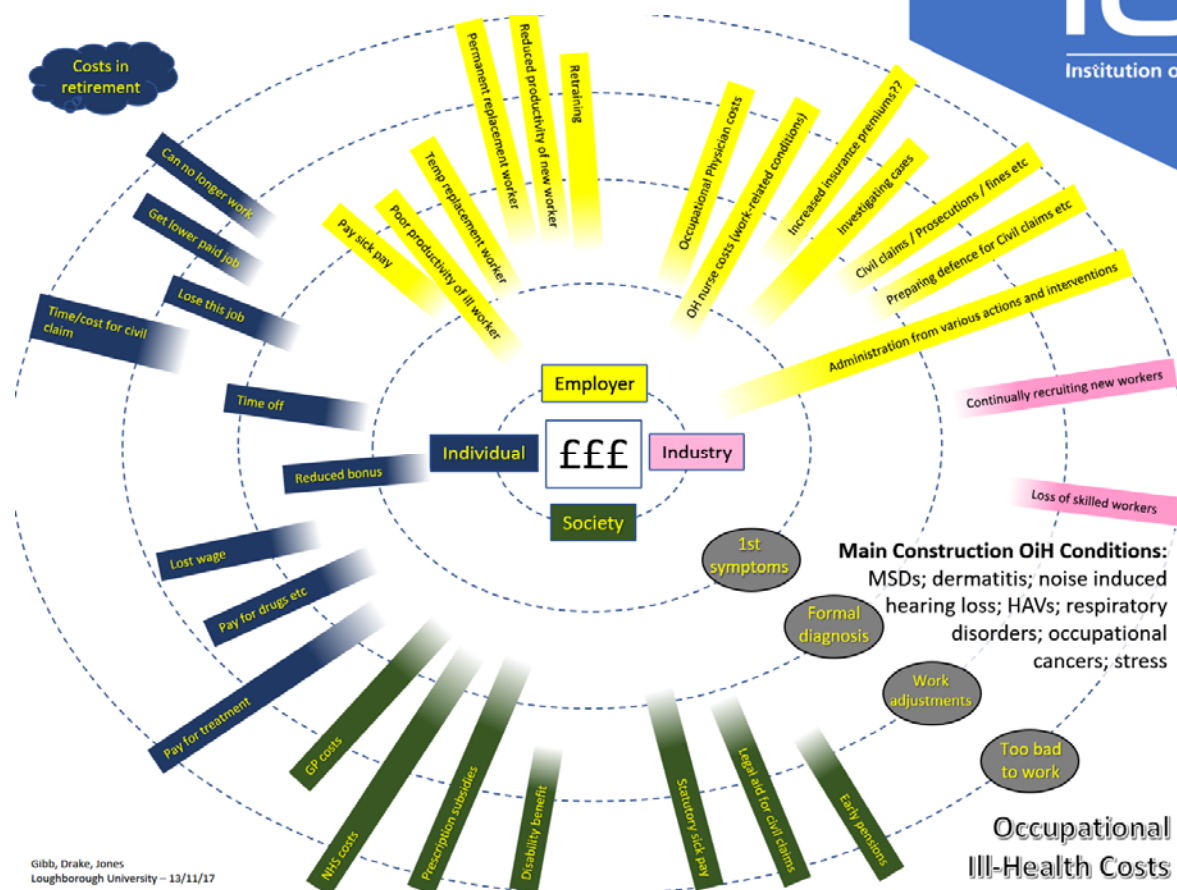 Institution o
Costs in
retirement
Can no longer work
Get lower paid job
Lose this job
Time/cost for civil
claim
Time off
Reduced bonus
Lost wage
Pay for drugs etc
Pay for treatment
Pay sick pay
Poor productivity of ill worker
Temp replacement worker
Permanent replacement worker
Reduced productivity of new worker
Retraining
Occupational Physician costs
OH nurse costs (work-related conditions)
Increased insurance premiums??
Investigating cases
Civil claims / Prosecutions / fines etc
Preparing defence for Civil claims etc
Administration from various actions and interventions
Continually recruiting new workers
Loss of skilled workers
Employer
Individual
£££
Industry
Society
1st
symptoms
Formal
diagnosis
Work
adjustments
Too bad
to work
Main Construction OiH Conditions:
MSDs; dermatitis; noise induced
hearing loss; HAVs; respiratory
disorders; occupational
cancers; stress
GP costs
NHS costs
Prescription subsidies
Disability benefit
Statutory sick pay
Legal aid for civil claims
Early pensions
Occupational
Ill-Health Costs
Gibb, Drake, Jones
Loughborough University – 13/11/17